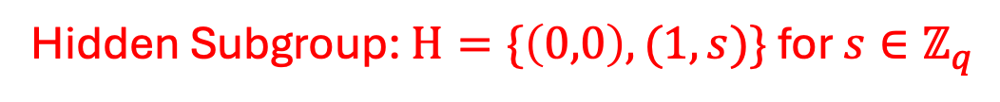 Hidden Subgroup: H = {(0,0), (1, s)} for s ∈ ℤ_q